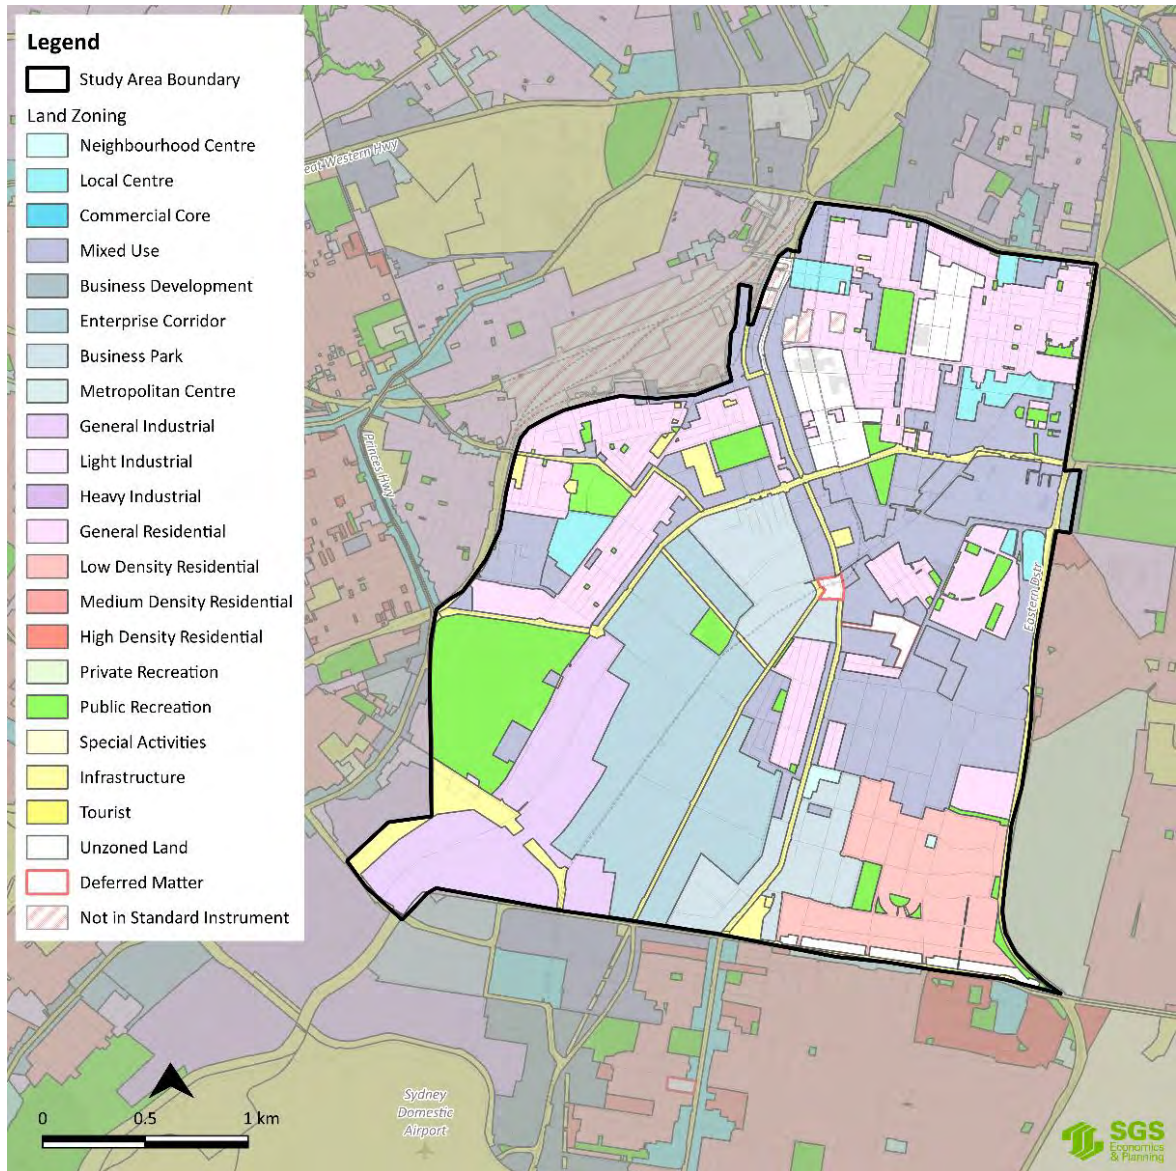 Legend
Study Area Boundary
Land Zoning
Neighbourhood Centre
Local Centre
Commercial Core
Mixed Use
Business Development
Enterprise Corridor
Business Park
Metropolitan Centre
General Industrial
Light Industrial
Heavy Industrial
General Residential
Low Density Residential
Medium Density Residential
High Density Residential
Private Recreation
Public Recreation
Special Activities
Infrastructure
Tourist
Unzoned Land
Deferred Matter
Not in Standard Instrument
eat Western Hwy
Princes Hwy
Eastern Dstr
Sydney
Domestic
Airport
0 0.5 1 km
SGS
Economics
& Planning